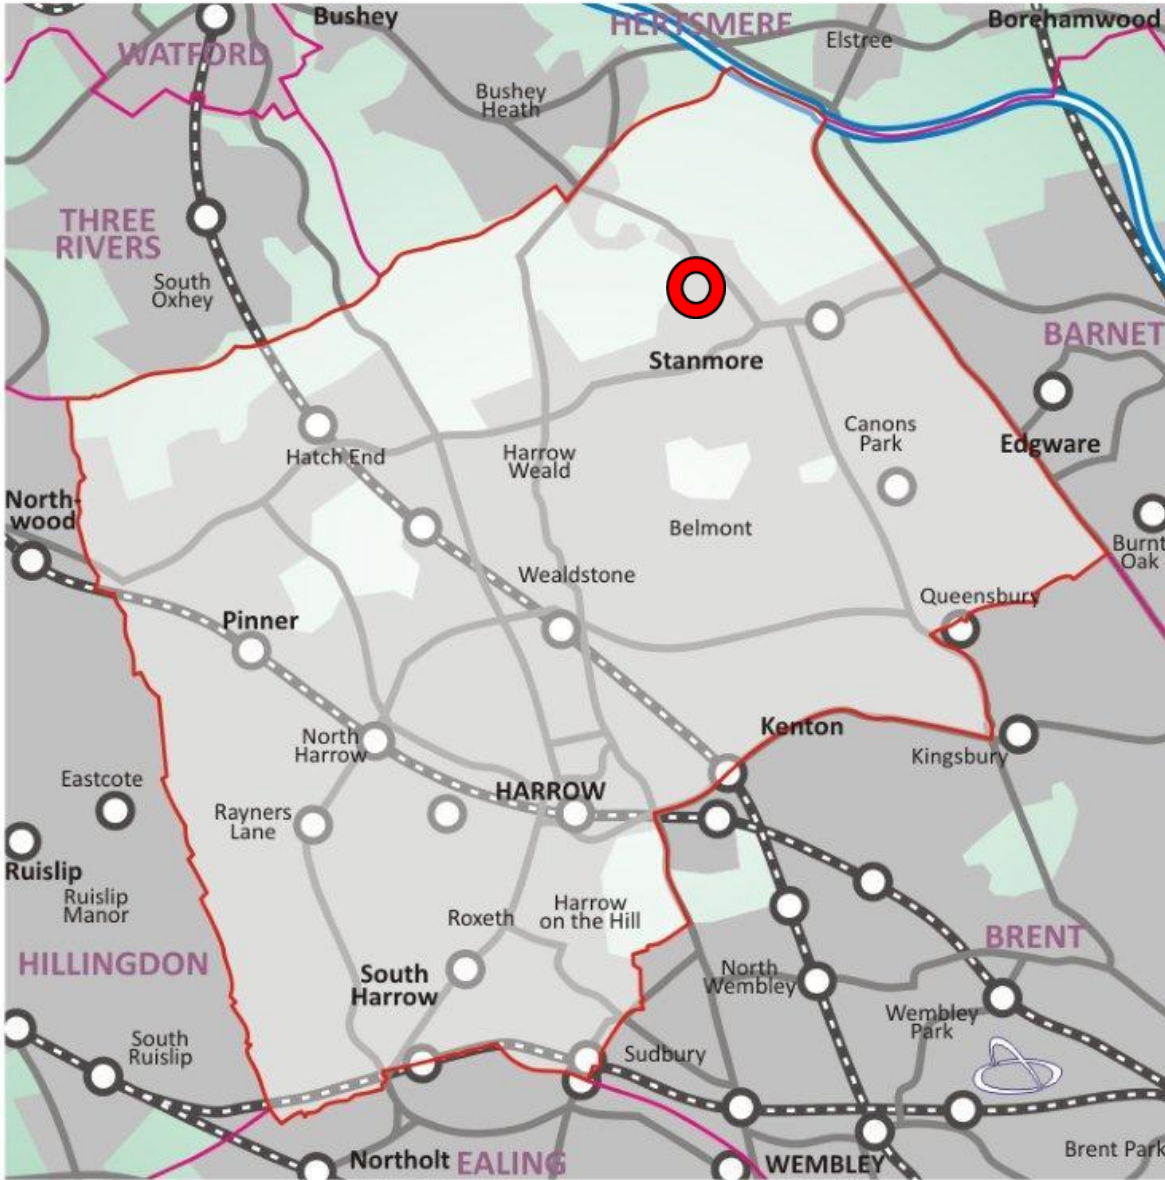 Bushey
HERTSMERE
Borehamwood
WATFORD
Elstree
Bushey
Heath
THREE
RIVERS
South
Oxhey
BARNET
Stanmore
Canons
Park
Edgware
Hatch End
Harrow
Weald
North-
wood
Belmont
Burnt
Oak
Wealdstone
Queensbury
Pinner
North
Harrow
Kenton
Kingsbury
Eastcote
HARROW
Rayners
Lane
Ruislip
Ruislip
Manor
Roxeth
Harrow
on the Hill
BRENT
HILLINGDON
South
Harrow
North
Wembley
Wembley
Park
South
Ruislip
Sudbury
Northolt
EALING
WEMBLEY
Brent Park